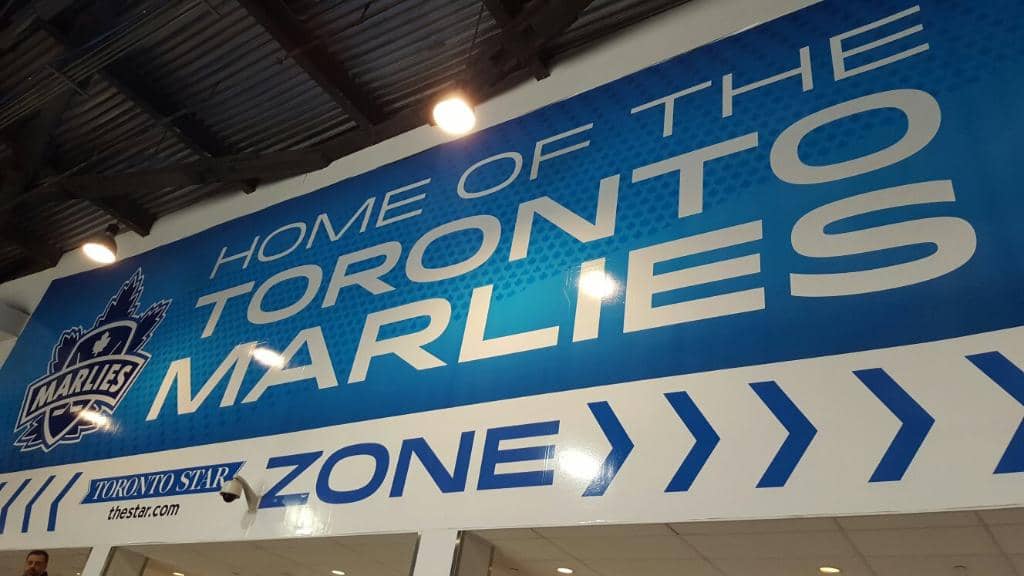 HOME OF THE
TORONTO
MARLIES
MARLIES
TORONTO STAR
thestar.com
ZONE